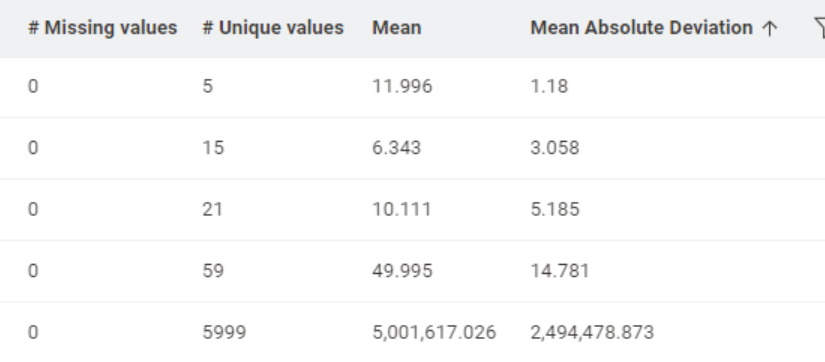 # Missing values # Unique values Mean Mean Absolute Deviation ↑
0 5 11.996 1.18
0 15 6.343 3.058
0 21 10.111 5.185
0 59 49.995 14.781
0 5999 5,001,617.026 2,494,478.873